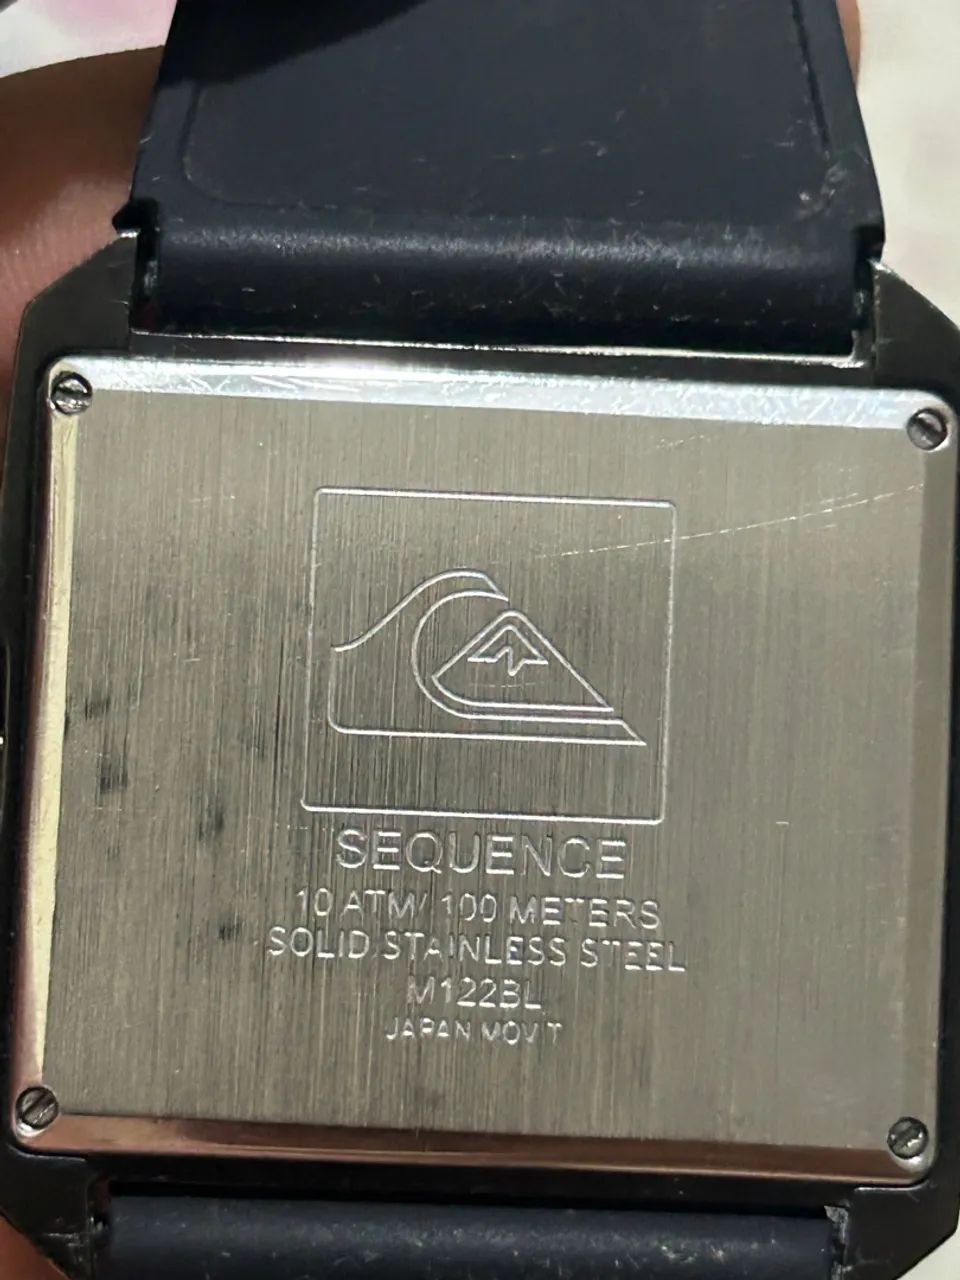 SEQUENCE
10 ATM/ 100 METERS
SOLID STAINLESS STEEL
M122BL
JAPAN MOV'T